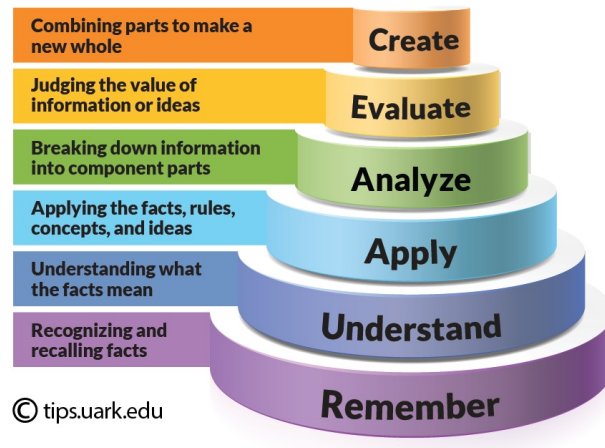 Combining parts to make a
new whole
Create
Judging the value of
information or ideas
Evaluate
Breaking down information
into component parts
Analyze
Applying the facts, rules,
concepts, and ideas
Apply
Understanding what
the facts mean
Understand
Recognizing and
recalling facts
Remember
© tips.uark.edu